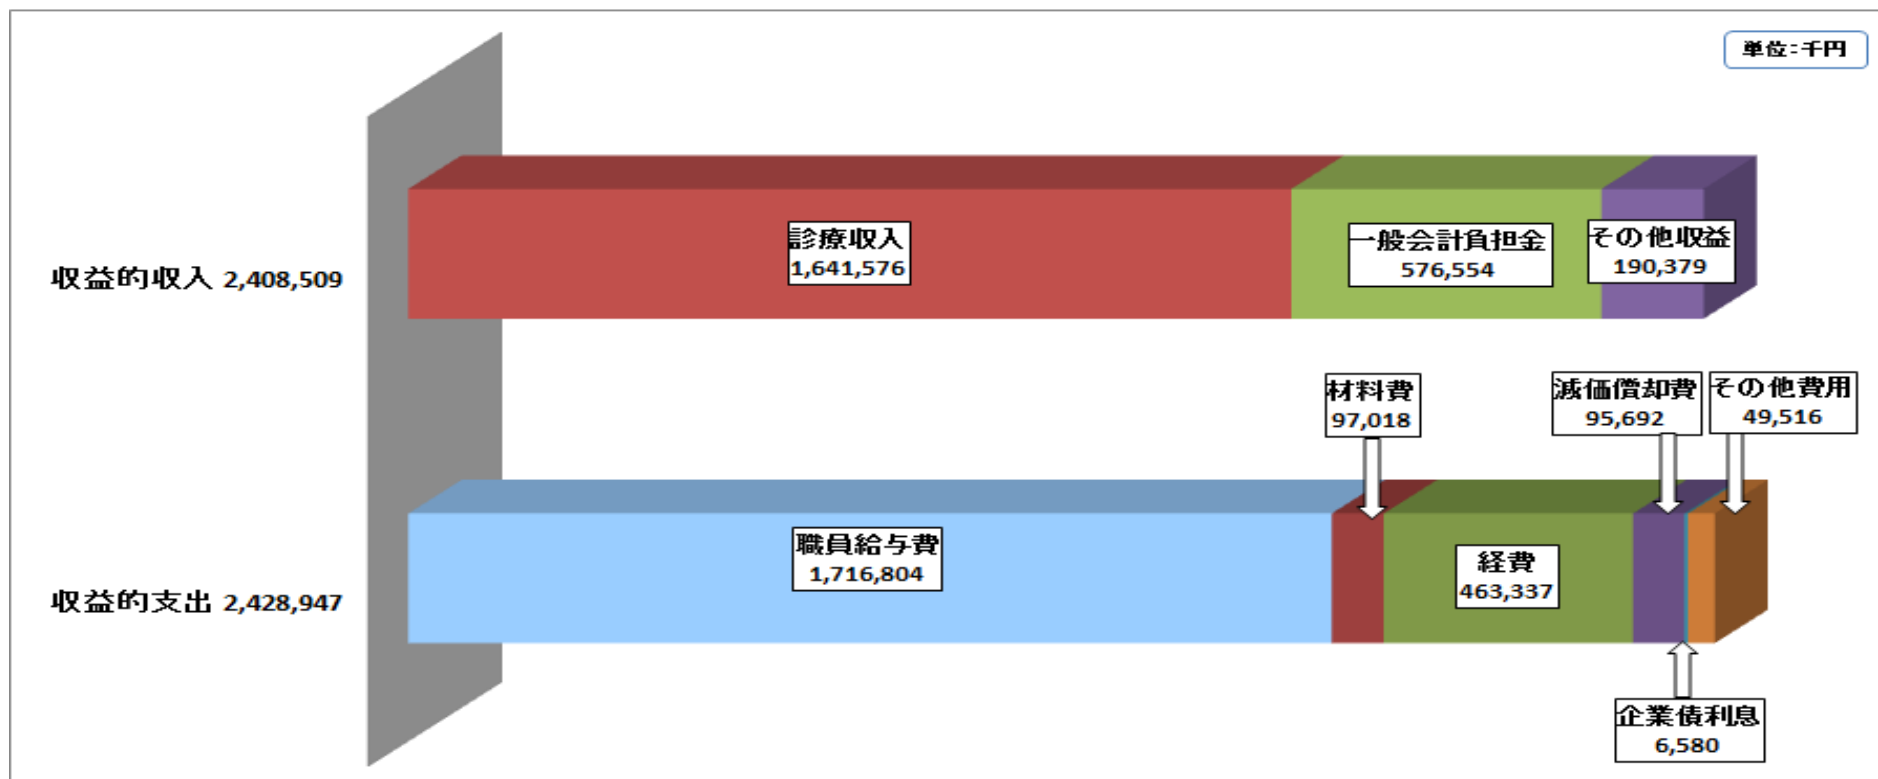 単位:千円
診療収入
1,641,576
一般会計負担金
576,554
その他収益
190,379
収益的収入 2,408,509
材料費
97,018
減価償却費
95,692
その他費用
49,516
職員給与費
1,716,804
経費
463,337
収益的支出 2,428,947
企業債利息
6,580